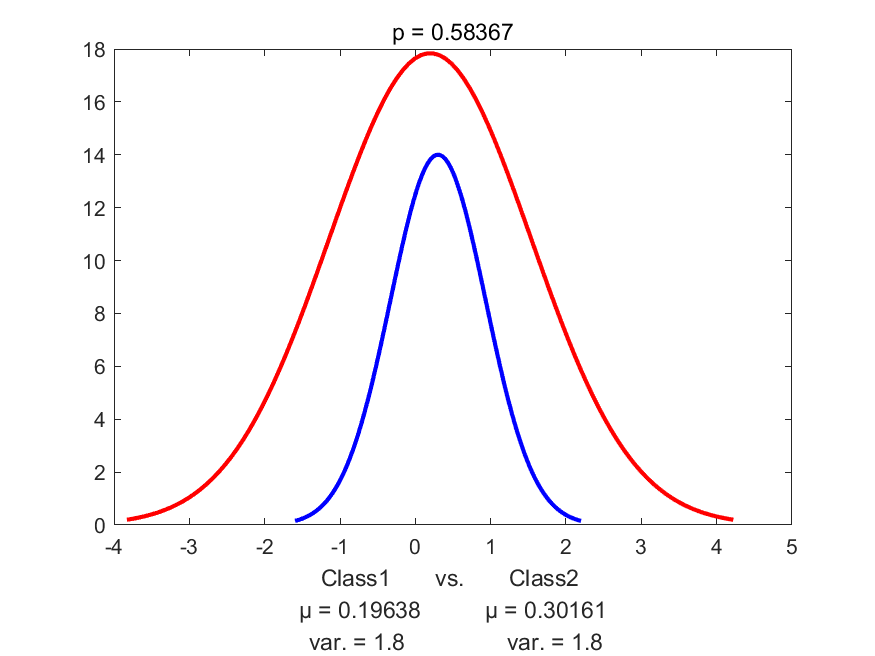 p = 0.58367
18
16
14
12
10
8
6
4
2
0
-4 -3 -2 -1 0 1 2 3 4 5
Class1 vs. Class2
μ = 0.19638 μ = 0.30161
var. = 1.8 var. = 1.8